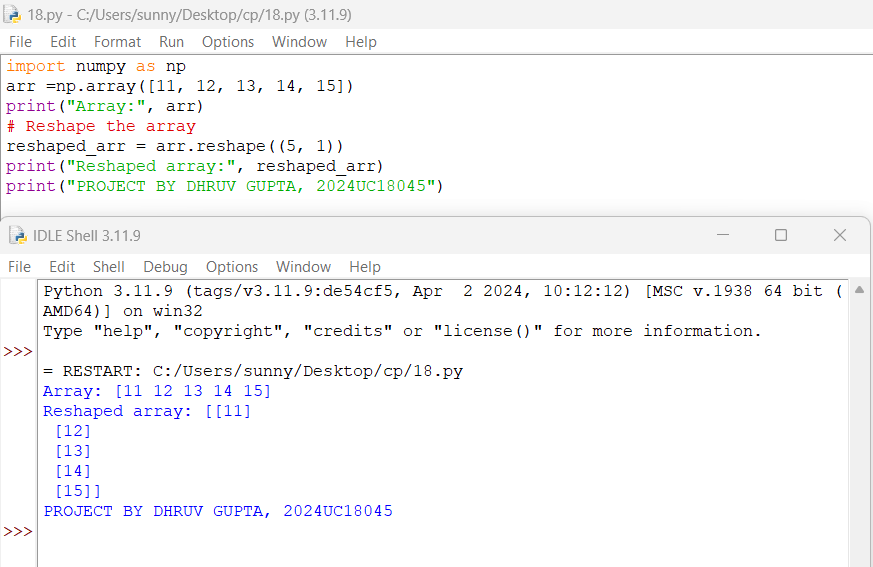 18.py - C:/Users/sunny/Desktop/cp/18.py (3.11.9)
File Edit Format Run Options Window Help
import numpy as np
arr =np.array([11, 12, 13, 14, 15])
print("Array:", arr)
# Reshape the array
reshaped_arr = arr.reshape((5, 1))
print("Reshaped array:", reshaped_arr)
print("PROJECT BY DHRUV GUPTA, 2024UC18045")
IDLE Shell 3.11.9
File Edit Shell Debug Options Window Help
Python 3.11.9 (tags/v3.11.9:de54cf5, Apr  2 2024, 10:12:12) [MSC v.1938 64 bit (
AMD64)] on win32
Type "help", "copyright", "credits" or "license()" for more information.
>>>
= RESTART: C:/Users/sunny/Desktop/cp/18.py
Array: [11 12 13 14 15]
Reshaped array: [[11]
 [12]
 [13]
 [14]
 [15]]
PROJECT BY DHRUV GUPTA, 2024UC18045
>>>